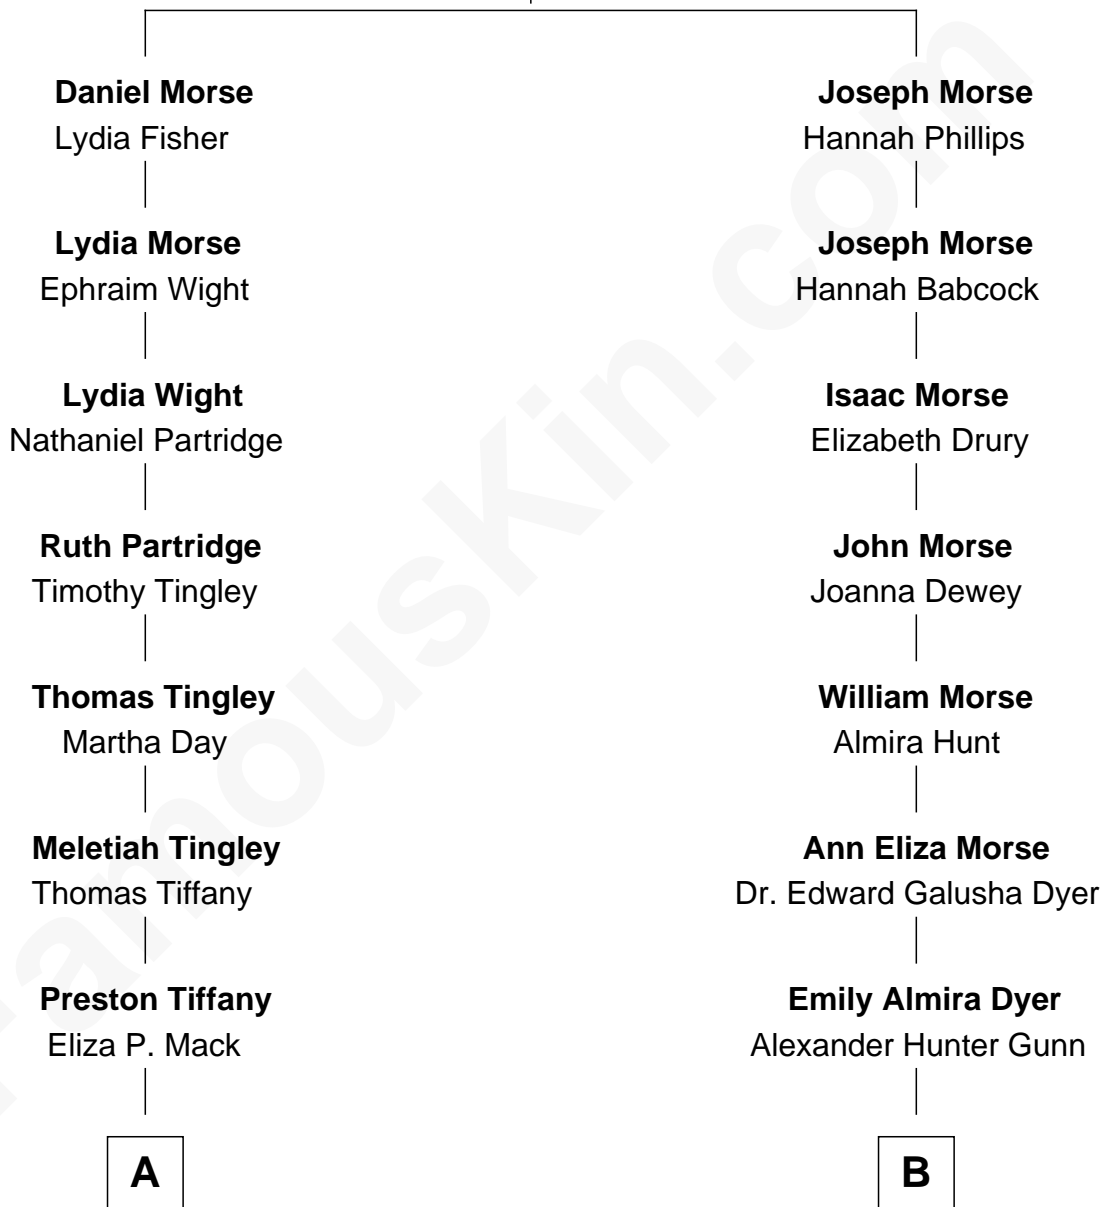 Daniel Morse
Lydia Fisher
Lydia Morse
Ephraim Wight
Lydia Wight
Nathaniel Partridge
Ruth Partridge
Timothy Tingley
Thomas Tingley
Martha Day
Meletiah Tingley
Thomas Tiffany
Preston Tiffany
Eliza P. Mack
A
Joseph Morse
Hannah Phillips
Joseph Morse
Hannah Babcock
Isaac Morse
Elizabeth Drury
John Morse
Joanna Dewey
William Morse
Almira Hunt
Ann Eliza Morse
Dr. Edward Galusha Dyer
Emily Almira Dyer
Alexander Hunter Gunn
B
FamousKin.com